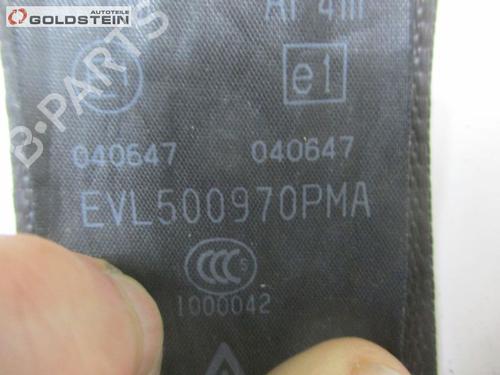 Autoteile
GOLDSTEIN
Ar 4m
e1
040647 040647
EVL500970PMA
CCC S
1000042
B-PARTS